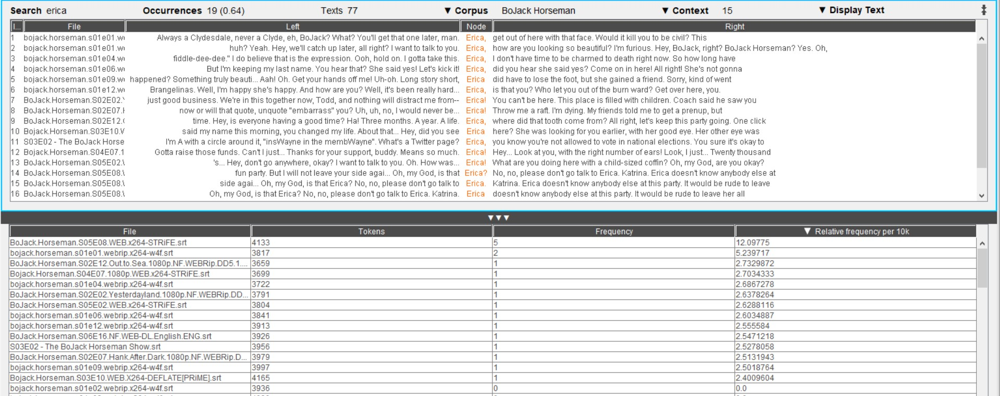 Search erica Occurrences 19 (0.64) Texts 77 ▼ Corpus BoJack Horseman ▼ Context 15 ▼ Display Text
I... File Left Node Right
1 bojack.horseman.s01e01.w Always a Clydesdale, never a Clyde, eh, BoJack? What? You'll get that one later, man. Erica, get out of here with that face. Would it kill you to be civil? This
2 bojack.horseman.s01e01.w huh? Yeah. Hey, we'll catch up later, all right? I want to talk to you. Erica, how are you looking so beautiful? I'm furious. Hey, BoJack, right? BoJack Horseman? Yes. Oh,
3 bojack.horseman.s01e04.w fiddle-dee-dee." I do believe that is the expression. Ooh, hold on. I gotta take this. Erica, I don't have time to be charmed to death right now. So how long have
4 bojack.horseman.s01e06.w But I'm keeping my last name. You hear that? She said yes! Let's kick it! Erica, did you hear she said yes? Come on in here! All right! She's not gonna
5 bojack.horseman.s01e09.w happened? Something truly beauti... Aah! Oh. Get your hands off me! Uh-oh. Long story short, Erica did have to lose the foot, but she gained a friend. Sorry, kind of went
6 bojack.horseman.s01e12.w Brangelinas. Well, I'm happy she's happy. And how are you? Well, it's been really hard... Erica, is that you? Who let you out of the burn ward? Get over here, you.
7 BoJack.Horseman.S02E02. just good business. We're in this together now, Todd, and nothing will distract me from-- Erica! You can't be here. This place is filled with children. Coach said he saw you
8 BoJack.Horseman.S02E07. now or will that quote, unquote "embarrass" you? Uh, uh, no, I would never be... Erica! Throw me a raft. I'm dying. My friends told me to get a prenup, but
9 BoJack.Horseman.S02E12. time. Hey, is everyone having a good time? Ha! Three months. A year. A life. Erica, where did that tooth come from? All right, let's keep this party going. One click
10 Bojack.Horseman.S03E10. said my name this morning, you changed my life. About that... Hey, did you see Erica here? She was looking for you earlier, with her good eye. Her other eye was
11 S03E02 - The BoJack Horse I'm A with a circle around it, "insWayne in the membWayne". What's a Twitter page? Erica, you know you're not allowed to vote in national elections. You sure it's okay to
12 Bojack.Horseman.S04E07.1 Gotta raise those funds. Can't I just... Thanks for your support, buddy. Means so much. Erica! Hey... Look at you, with the right number of ears! Look, I just... Twenty thousand
13 BoJack.Horseman.S05E02. 's... Hey, don't go anywhere, okay? I want to talk to you. Oh. How was... Erica! What are you doing here with a child-sized coffin? Oh, my God, are you okay?
14 BoJack.Horseman.S05E08. fun party. But I will not leave your side agai... Oh, my God, is that Erica? No, no, please don't go talk to Erica. Katrina. Erica doesn't know anybody else at
15 BoJack.Horseman.S05E08. side agai... Oh, my God, is that Erica? No, no, please don't go talk to Erica. Katrina. Erica doesn't know anybody else at this party. It would be rude to leave
16 BoJack.Horseman.S05E08. Oh, my God, is that Erica? No, no, please don't go talk to Erica. Katrina. Erica doesn't know anybody else at this party. It would be rude to leave her all
▼▼▼
File Tokens Frequency ▼ Relative frequency per 10k
BoJack.Horseman.S05E08.WEB.x264-STRiFE.srt 4133 5 12.09775
bojack.horseman.s01e01.webrip.x264-w4f.srt 3817 2 5.239717
BoJack.Horseman.S02E12.Out.to.Sea.1080p.NF.WEBRip.DD5.1.... 3659 1 2.7329872
Bojack.Horseman.S04E07.1080p.WEB.x264-STRiFE.srt 3699 1 2.7034333
bojack.horseman.s01e04.webrip.x264-w4f.srt 3722 1 2.6867278
BoJack.Horseman.S02E02.Yesterdayland.1080p.NF.WEBRip.DD... 3791 1 2.6378264
BoJack.Horseman.S05E02.WEB.x264-STRiFE.srt 3804 1 2.6288116
bojack.horseman.s01e06.webrip.x264-w4f.srt 3841 1 2.6034887
bojack.horseman.s01e12.webrip.x264-w4f.srt 3913 1 2.555584
BoJack.Horseman.S06E16.NF.WEB-DL.English.ENG.srt 3926 1 2.5471218
S03E02 - The BoJack Horseman Show.srt 3956 1 2.5278058
BoJack.Horseman.S02E07.Hank.After.Dark.1080p.NF.WEBRip.D... 3979 1 2.5131943
bojack.horseman.s01e09.webrip.x264-w4f.srt 3997 1 2.5018764
Bojack.Horseman.S03E10.WEB.X264-DEFLATE[PRiME].srt 4165 1 2.4009604
bojack.horseman.s01e02.webrip.x264-w4f.srt 3936 0 0.0